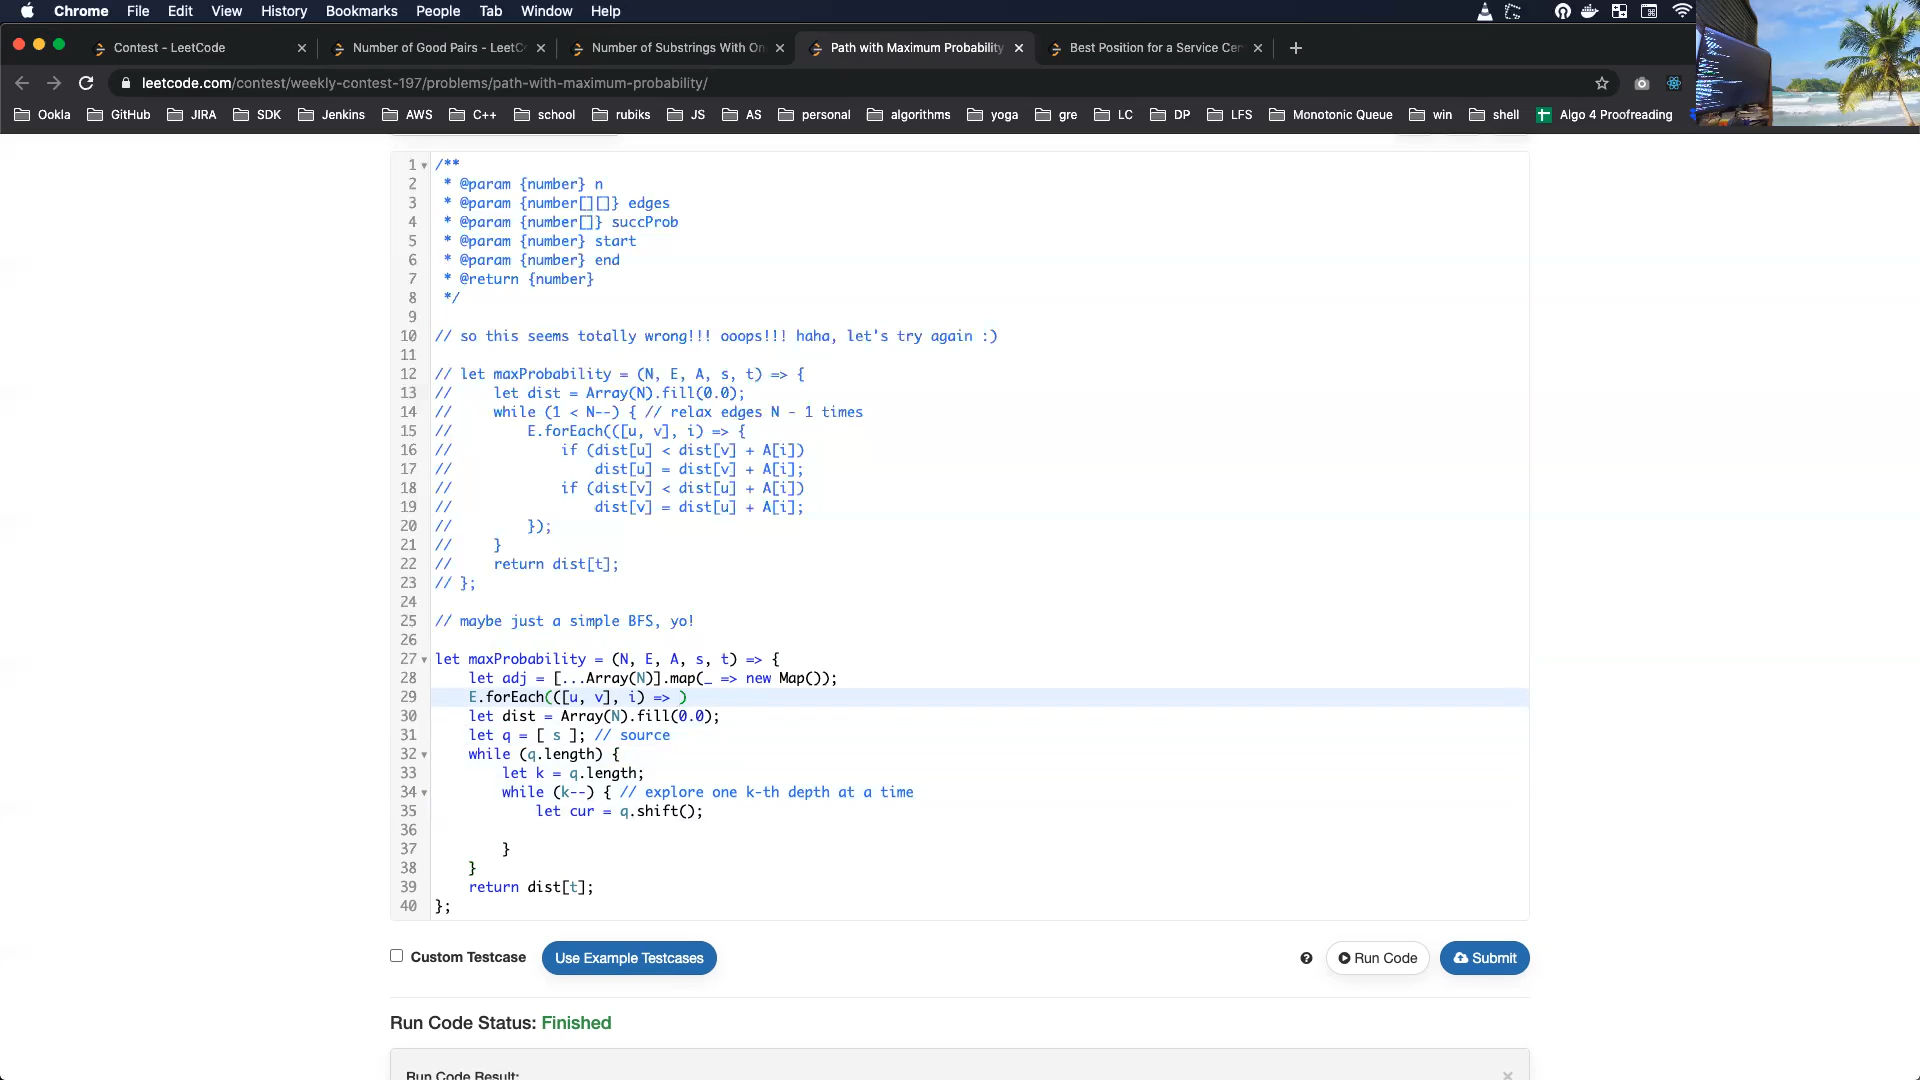 Chrome File Edit View History Bookmarks People Tab Window Help
Contest - LeetCode
Number of Good Pairs - LeetC
Number of Substrings With On
Path with Maximum Probability
Best Position for a Service Cen
leetcode.com/contest/weekly-contest-197/problems/path-with-maximum-probability/
Ookla GitHub JIRA SDK Jenkins AWS C++ school rubiks JS AS personal algorithms yoga gre LC DP LFS Monotonic Queue win shell Algo 4 Proofreading
1 /**
2  * @param {number} n
3  * @param {number[][]} edges
4  * @param {number[]} succProb
5  * @param {number} start
6  * @param {number} end
7  * @return {number}
8  */
9
10 // so this seems totally wrong!!! ooops!!! haha, let's try again :)
11
12 // let maxProbability = (N, E, A, s, t) => {
13 //     let dist = Array(N).fill(0.0);
14 //     while (1 < N--) { // relax edges N - 1 times
15 //         E.forEach(([u, v], i) => {
16 //             if (dist[u] < dist[v] + A[i])
17 //                 dist[u] = dist[v] + A[i];
18 //             if (dist[v] < dist[u] + A[i])
19 //                 dist[v] = dist[u] + A[i];
20 //         });
21 //     }
22 //     return dist[t];
23 // };
24
25 // maybe just a simple BFS, yo!
26
27 let maxProbability = (N, E, A, s, t) => {
28     let adj = [...Array(N)].map(_ => new Map());
29     E.forEach(([u, v], i) => )
30     let dist = Array(N).fill(0.0);
31     let q = [ s ]; // source
32     while (q.length) {
33         let k = q.length;
34         while (k--) { // explore one k-th depth at a time
35             let cur = q.shift();
36
37         }
38     }
39     return dist[t];
40 };
Custom Testcase Use Example Testcases Run Code Submit
Run Code Status: Finished
Run Code Result: